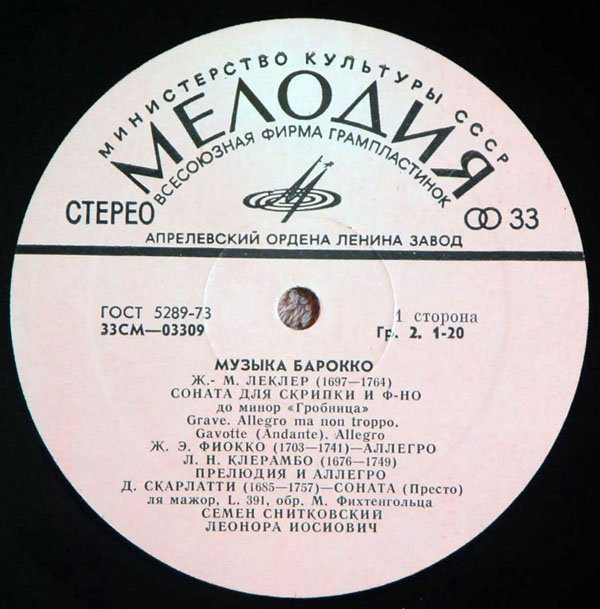 МИНИСТЕРСТВО КУЛЬТУРЫ СССР
МЕЛОДИЯ
ВСЕСОЮЗНАЯ ФИРМА ГРАМПЛАСТИНОК
СТЕРЕО
33
АПРЕЛЕВСКИЙ ОРДЕНА ЛЕНИНА ЗАВОД
ГОСТ 5289-73
33СМ—03309
1 сторона
Гр. 2. 1-20
МУЗЫКА БАРОККО
Ж.- М. ЛЕКЛЕР (1697—1764)
СОНАТА ДЛЯ СКРИПКИ И Ф-НО
до минор «Гробница»
Grave. Allegro ma non troppo.
Gavotte (Andante). Allegro
Ж. Э. ФИОККО (1703—1741)—АЛЛЕГРО
Л. Н. КЛЕРАМБО (1676—1749)
ПРЕЛЮДИЯ И АЛЛЕГРО
Д. СКАРЛАТТИ (1685—1757)—СОНАТА (Престо)
ля мажор, L. 391, обр. М. Фихтенгольца
СЕМЕН СНИТКОВСКИЙ
ЛЕОНОРА ИОСИОВИЧ